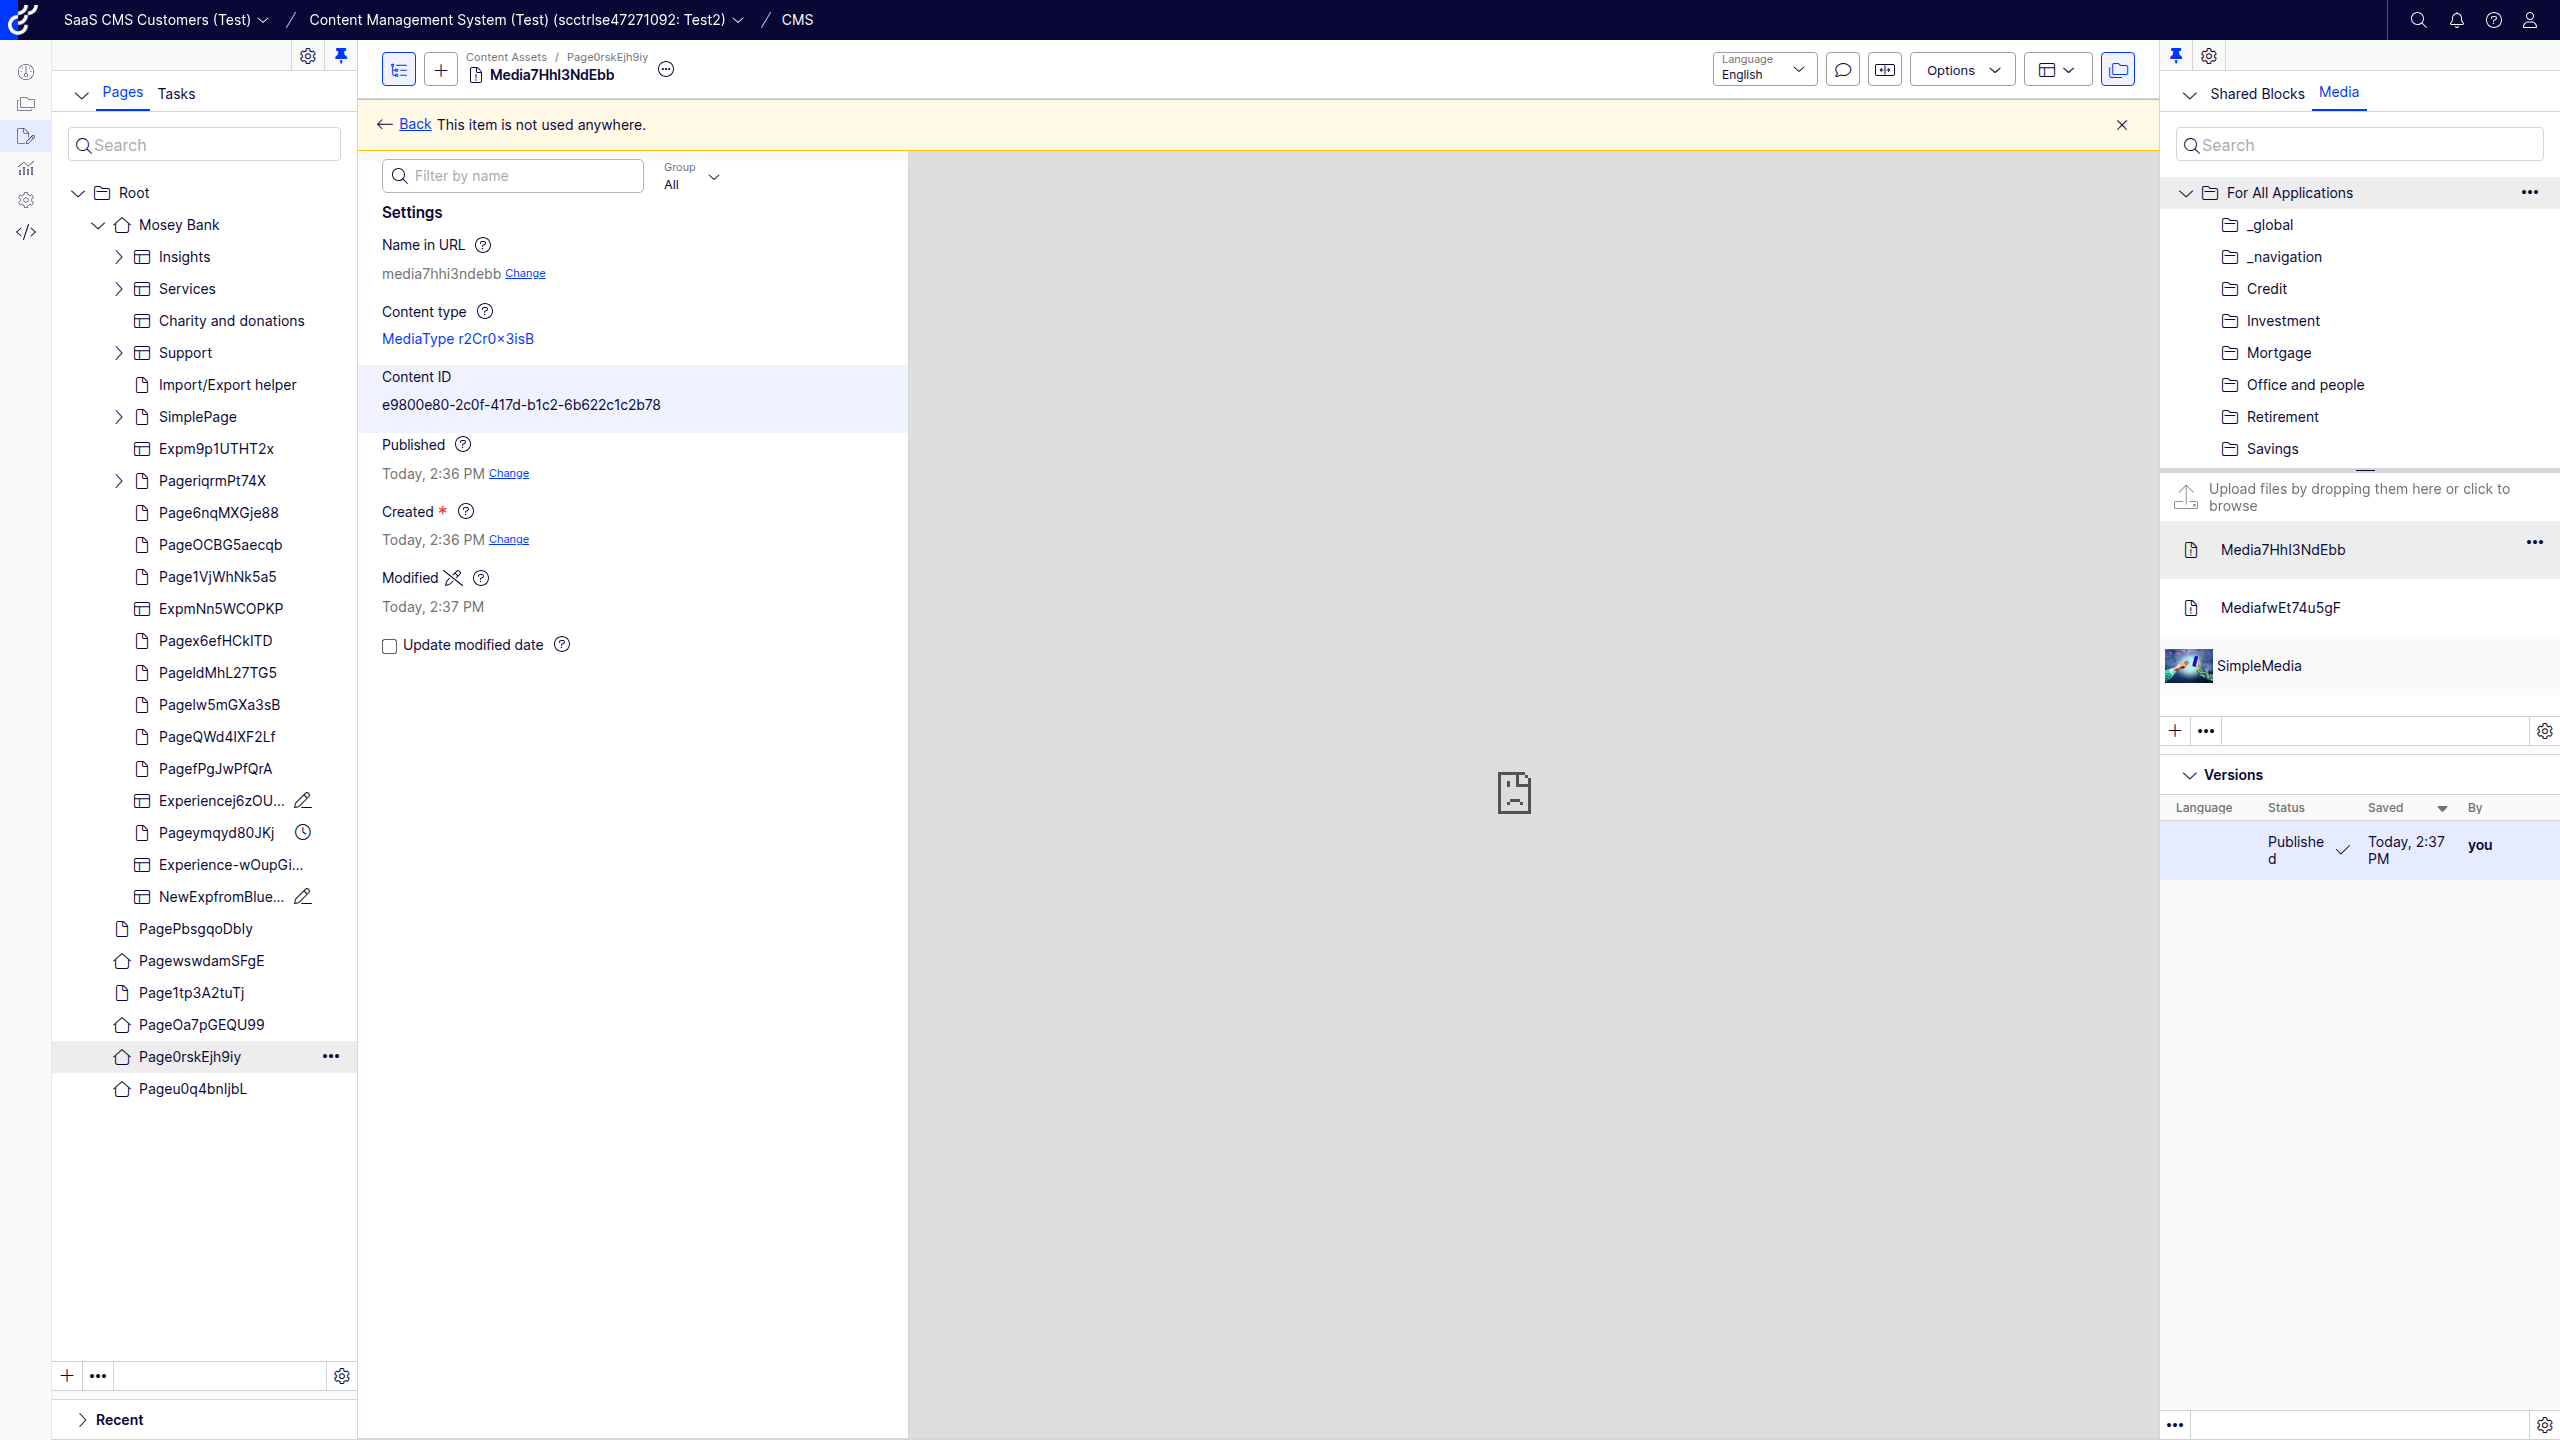 SaaS CMS Customers (Test)
Content Management System (Test) (scctrlse47271092: Test2)
CMS
Pages
Tasks
Search
Root
Mosey Bank
Insights
Services
Charity and donations
Support
Import/Export helper
SimplePage
Expm9p1UTHT2x
PageriqrmPt74X
Page6nqMXGje88
PageOCBG5aecqb
Page1VjWhNk5a5
ExpmNn5WCOPKP
Pagex6efHCkITD
PageldMhL27TG5
PageIw5mGXa3sB
PageQWd4IXF2Lf
PagefPgJwPfQrA
Experiencej6zOU...
Pageymqyd80JKj
Experience-wOupGi...
NewExpfromBlue...
PagePbsgqoDbly
PagewswdamSFgE
Page1tp3A2tuTj
PageOa7pGEQU99
Page0rskEjh9iy
Pageu0q4bnIjbL
Recent
Content Assets / Page0rskEjh9iy
Media7HhI3NdEbb
Language
English
Options
Back This item is not used anywhere.
Filter by name
Group
All
Settings
Name in URL
media7hhi3ndebb Change
Content type
MediaType r2Cr0x3isB
Content ID
e9800e80-2c0f-417d-b1c2-6b622c1c2b78
Published
Today, 2:36 PM Change
Created *
Today, 2:36 PM Change
Modified
Today, 2:37 PM
Update modified date
Shared Blocks
Media
Search
For All Applications
_global
_navigation
Credit
Investment
Mortgage
Office and people
Retirement
Savings
Upload files by dropping them here or click to
browse
Media7HhI3NdEbb
MediafwEt74u5gF
SimpleMedia
Versions
Language Status Saved By
Publishe
d
Today, 2:37
PM
you